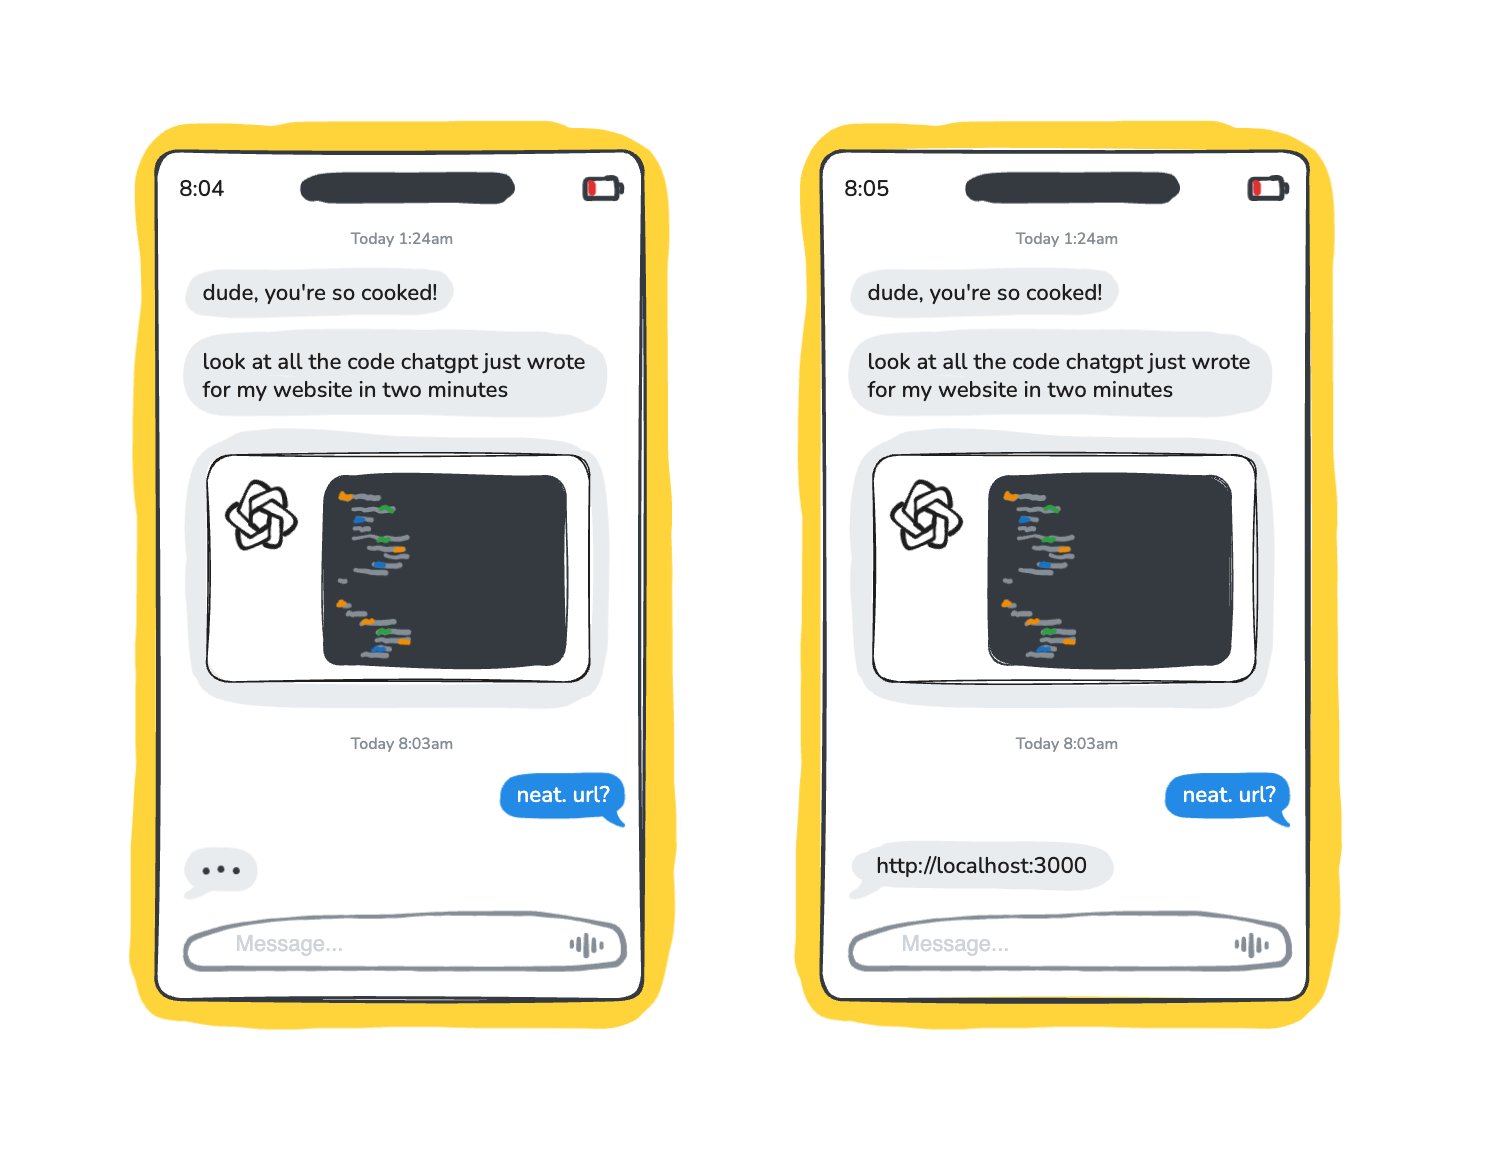 8:04
Today 1:24am
dude, you're so cooked!
look at all the code chatgpt just wrote
for my website in two minutes
Today 8:03am
neat. url?
Message...
8:05
Today 1:24am
dude, you're so cooked!
look at all the code chatgpt just wrote
for my website in two minutes
Today 8:03am
neat. url?
http://localhost:3000
Message...